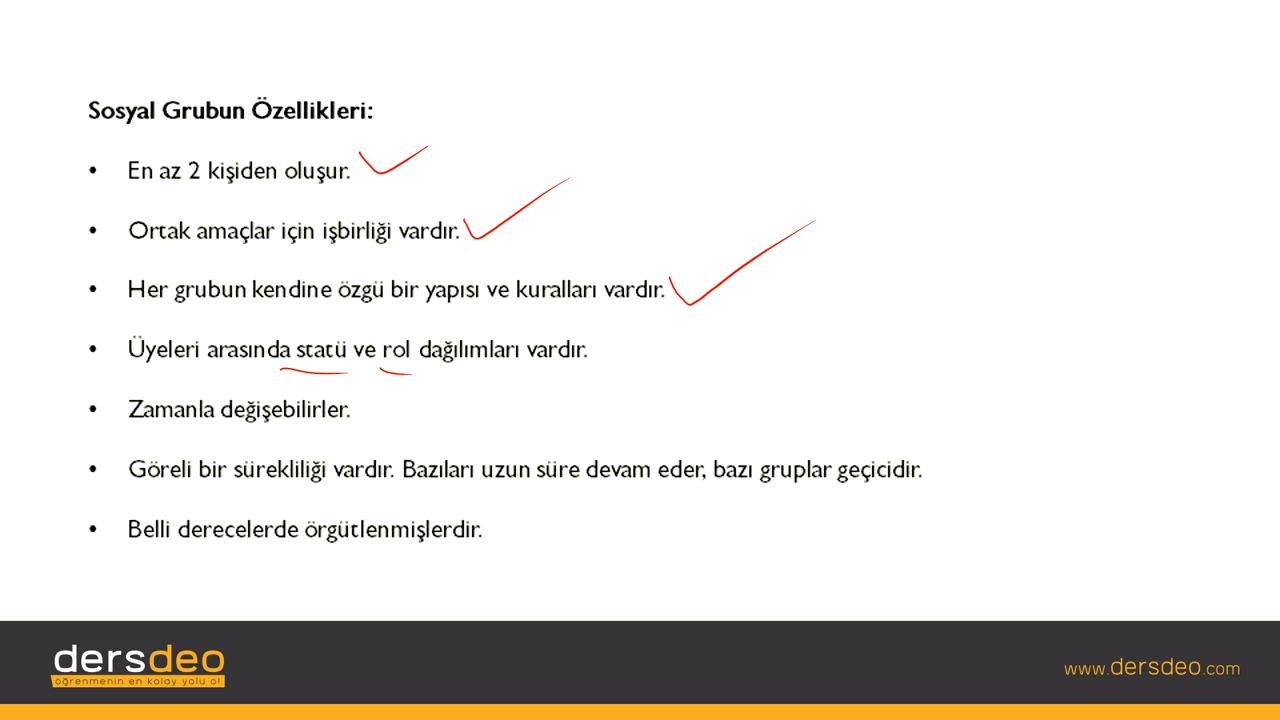 Sosyal Grubun Özellikleri:
• En az 2 kişiden oluşur.
• Ortak amaçlar için işbirliği vardır.
• Her grubun kendine özgü bir yapısı ve kuralları vardır.
• Üyeleri arasında statü ve rol dağılımları vardır.
• Zamanla değişebilirler.
• Göreli bir sürekliliği vardır. Bazıları uzun süre devam eder, bazı gruplar geçicidir.
• Belli derecelerde örgütlenmişlerdir.
dersdeo
öğrenmenin en kolay yolu o!
www.dersdeo.com